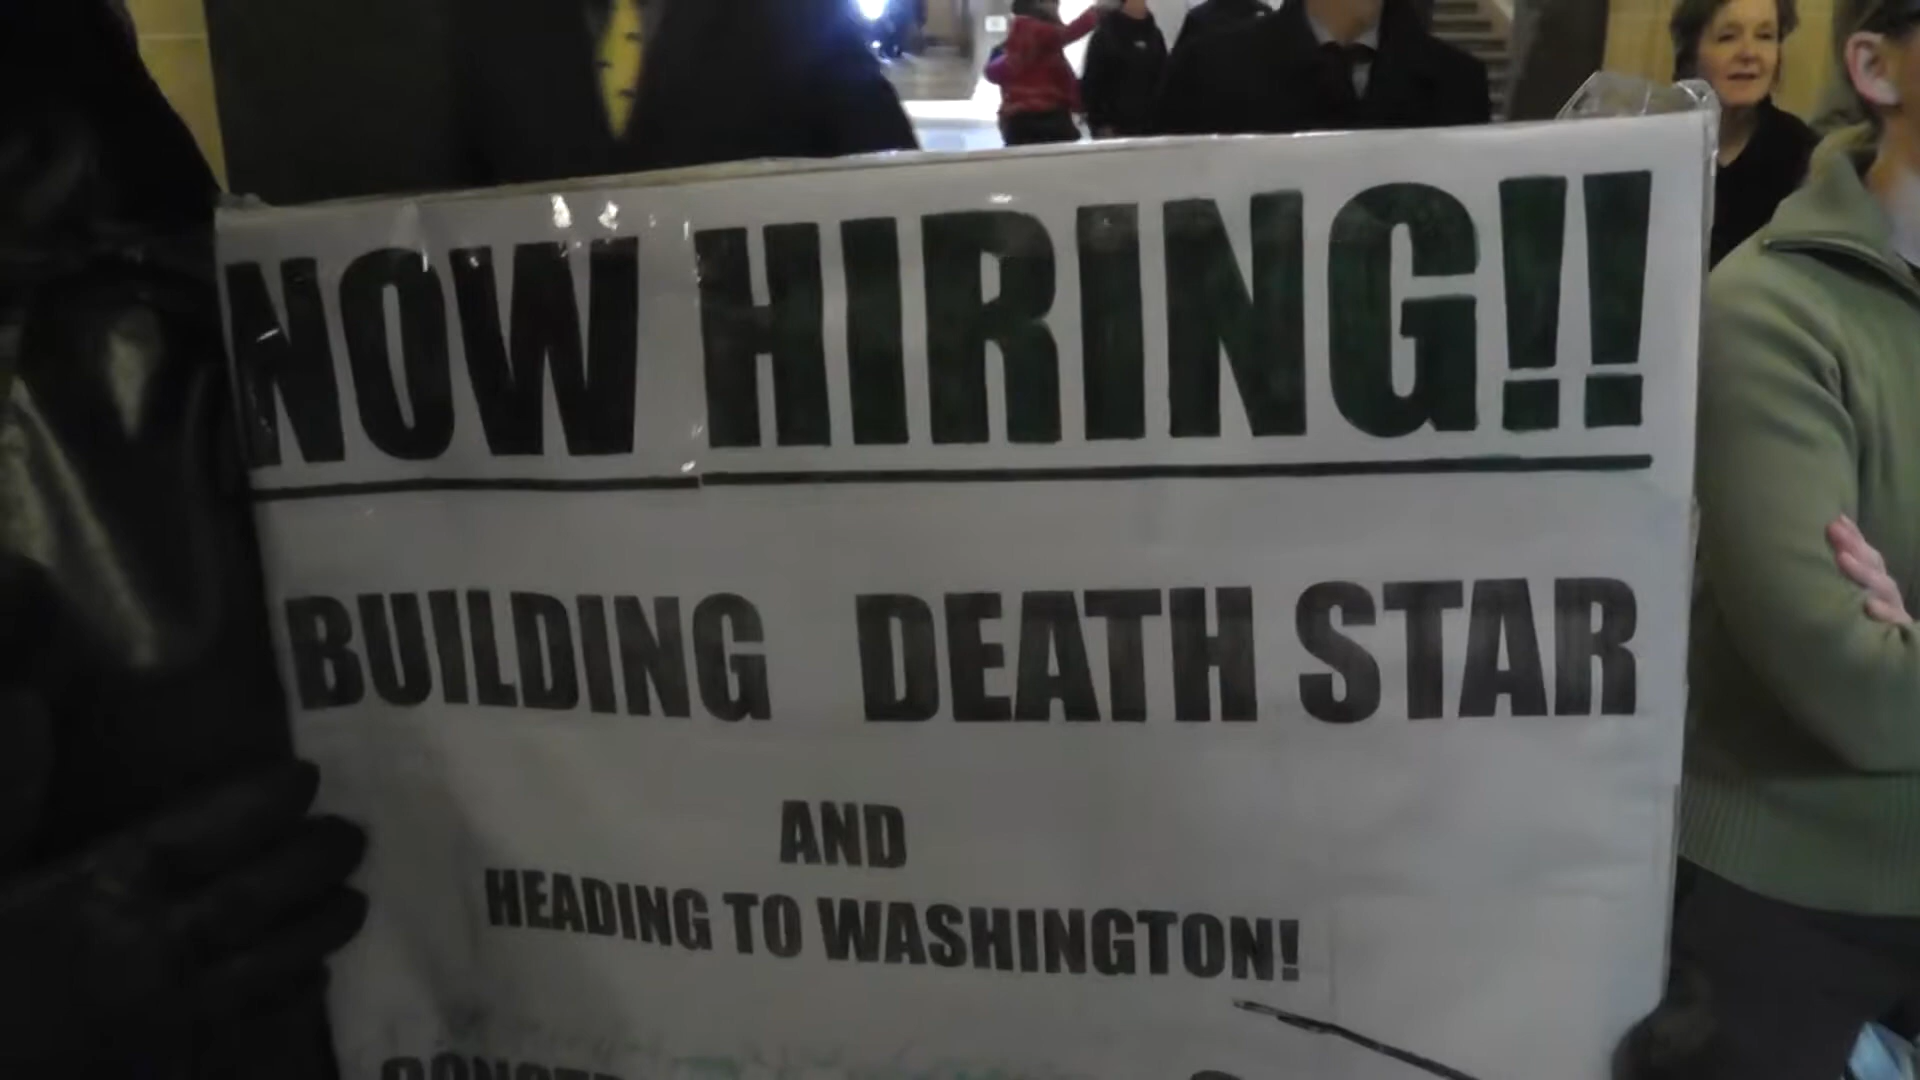 NOW HIRING!!
BUILDING DEATH STAR
AND
HEADING TO WASHINGTON!